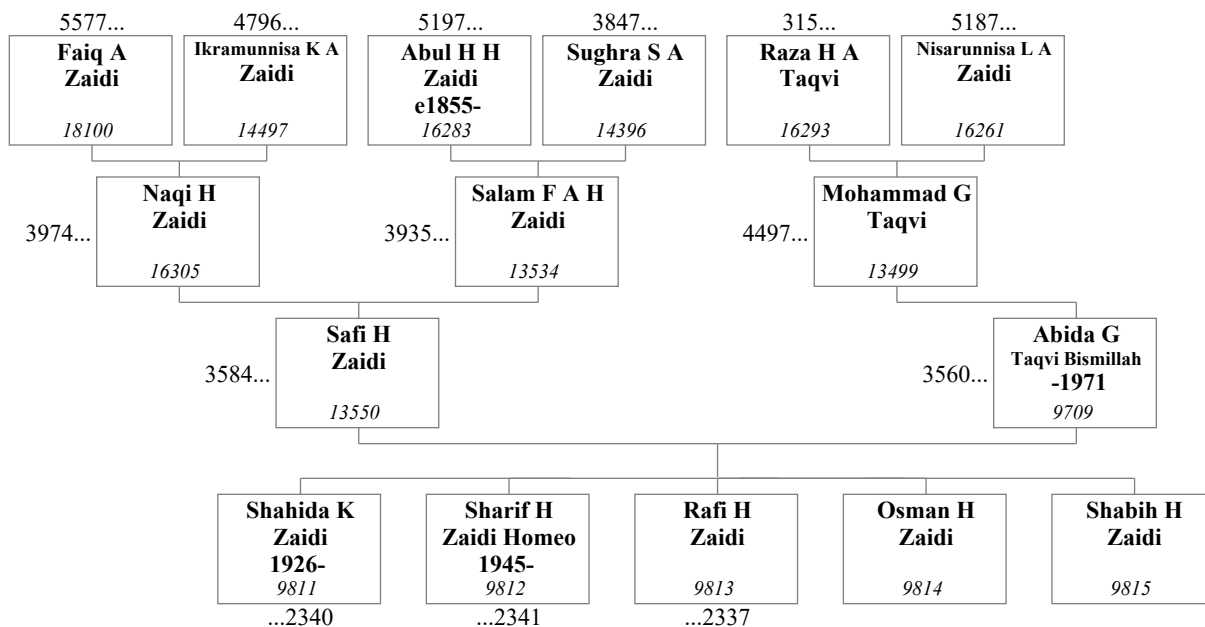 5577...
4796...
5197...
3847...
315...
5187...
Faiq A
Zaidi
18100
Ikramunnisa K A
Zaidi
14497
Abul H H
Zaidi
e1855-
16283
Sughra S A
Zaidi
14396
Raza H A
Taqvi
16293
Nisarunnisa L A
Zaidi
16261
3974...
Naqi H
Zaidi
16305
3935...
Salam F A H
Zaidi
13534
4497...
Mohammad G
Taqvi
13499
3584...
Safi H
Zaidi
13550
3560...
Abida G
Taqvi Bismillah
-1971
9709
Shahida K
Zaidi
1926-
9811
...2340
Sharif H
Zaidi Homeo
1945-
9812
...2341
Rafi H
Zaidi
9813
...2337
Osman H
Zaidi
9814
Shabih H
Zaidi
9815